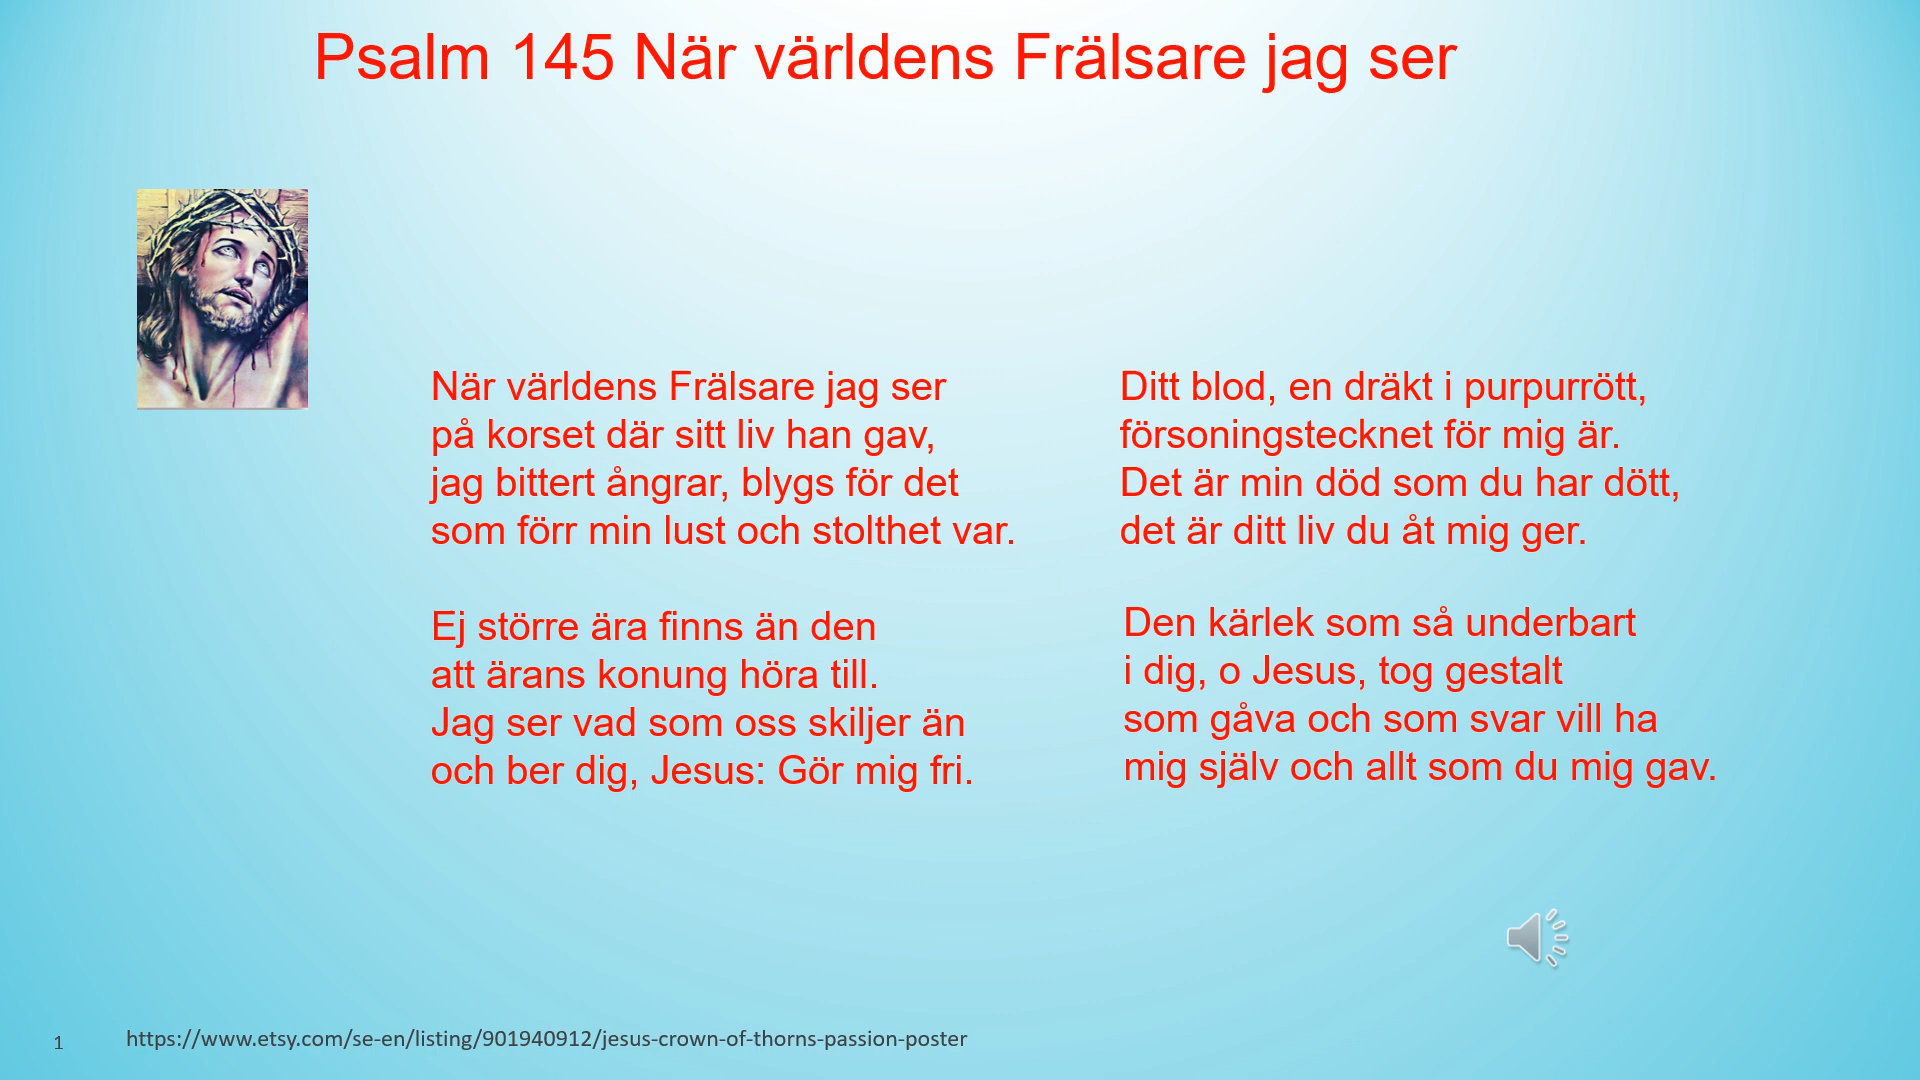 Psalm 145 När världens Frälsare jag ser
När världens Frälsare jag ser
på korset där sitt liv han gav,
jag bittert ångrar, blygs för det
som förr min lust och stolthet var.
Ej större ära finns än den
att ärans konung höra till.
Jag ser vad som oss skiljer än
och ber dig, Jesus: Gör mig fri.
Ditt blod, en dräkt i purpurrött,
försoningstecknet för mig är.
Det är min död som du har dött,
det är ditt liv du åt mig ger.
Den kärlek som så underbart
i dig, o Jesus, tog gestalt
som gåva och som svar vill ha
mig själv och allt som du mig gav.
1
https://www.etsy.com/se-en/listing/901940912/jesus-crown-of-thorns-passion-poster